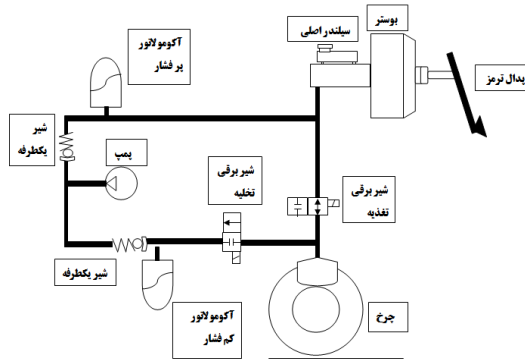 بوستر
سیلندر اصلی
پدال ترمز
آکومولاتور
پر فشار
شیر
یکطرفه
پمپ
شیر برقی
تخلیه
شیر برقی
تغذیه
شیر یکطرفه
آکومولاتور
کم فشار
چرخ